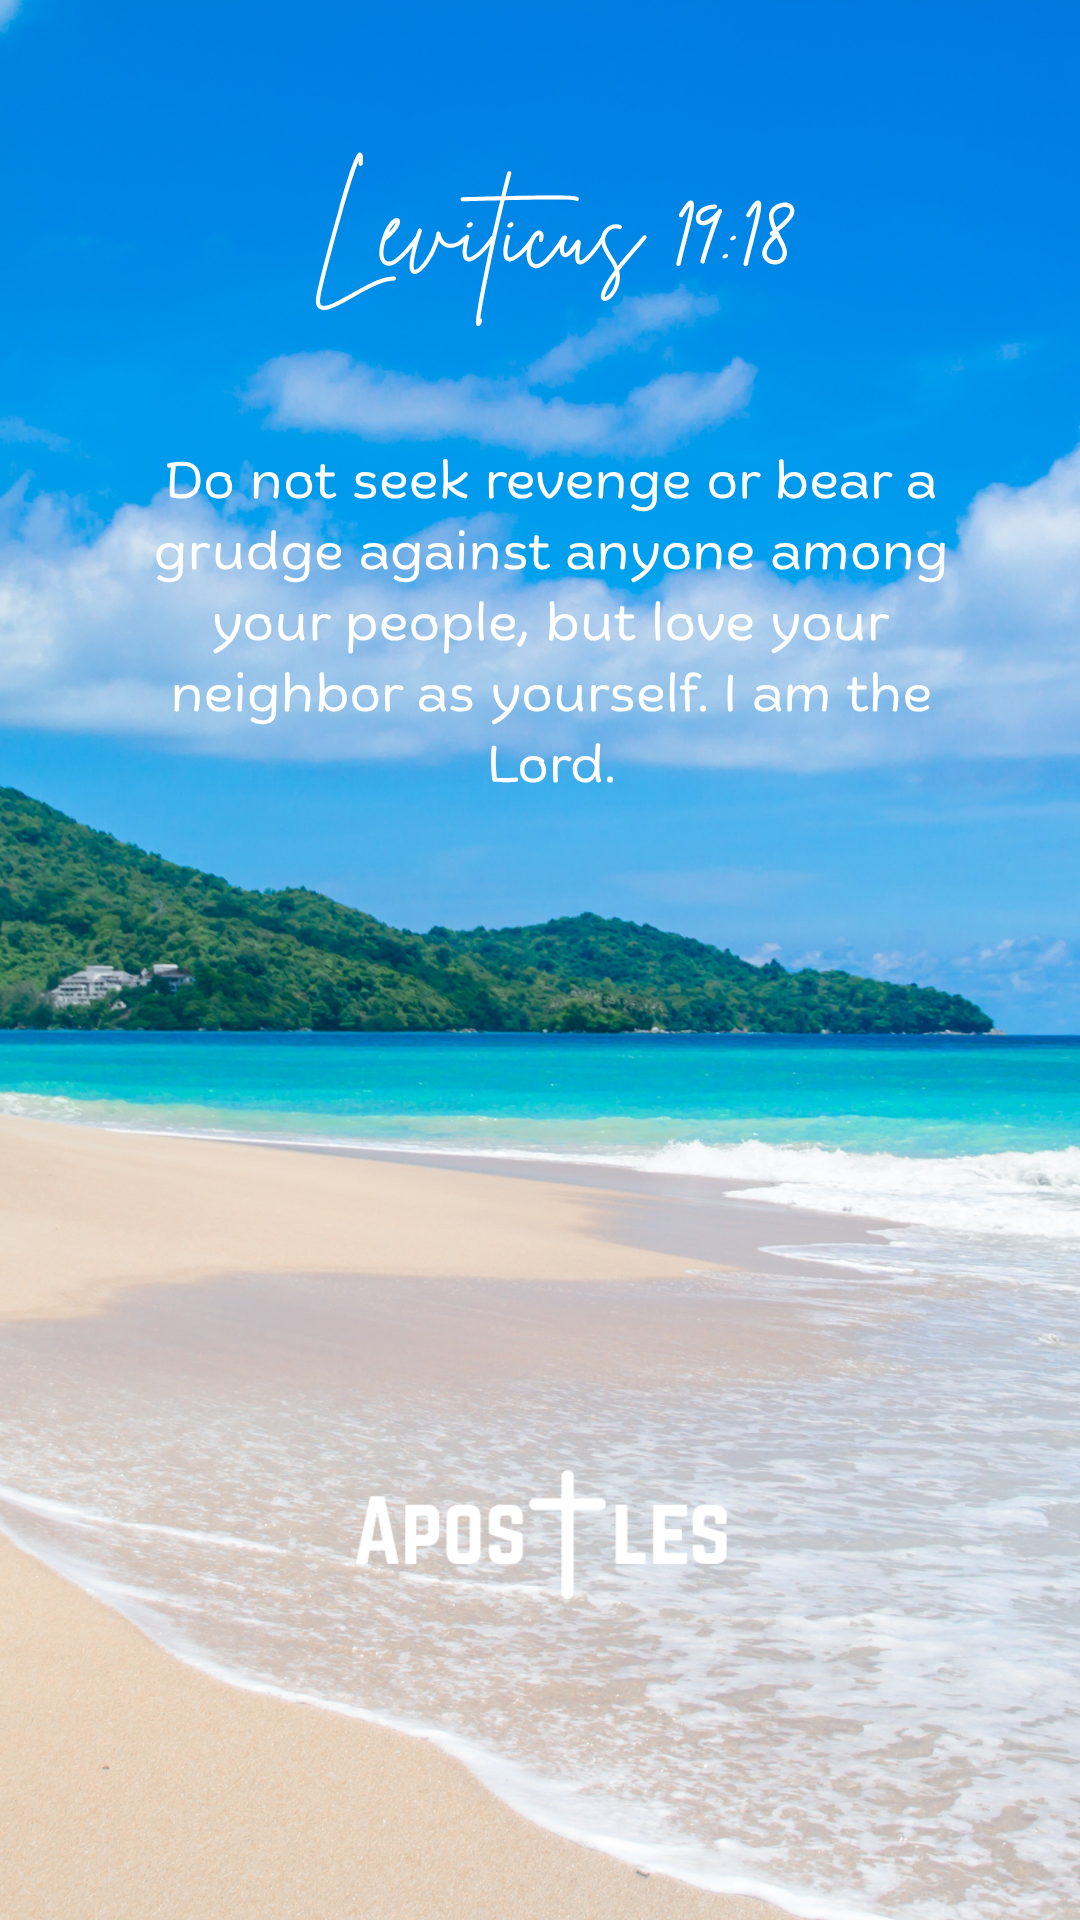 Leviticus 19:18
Do not seek revenge or bear a
grudge against anyone among
your people, but love your
neighbor as yourself. I am the
Lord.
APOSTLES